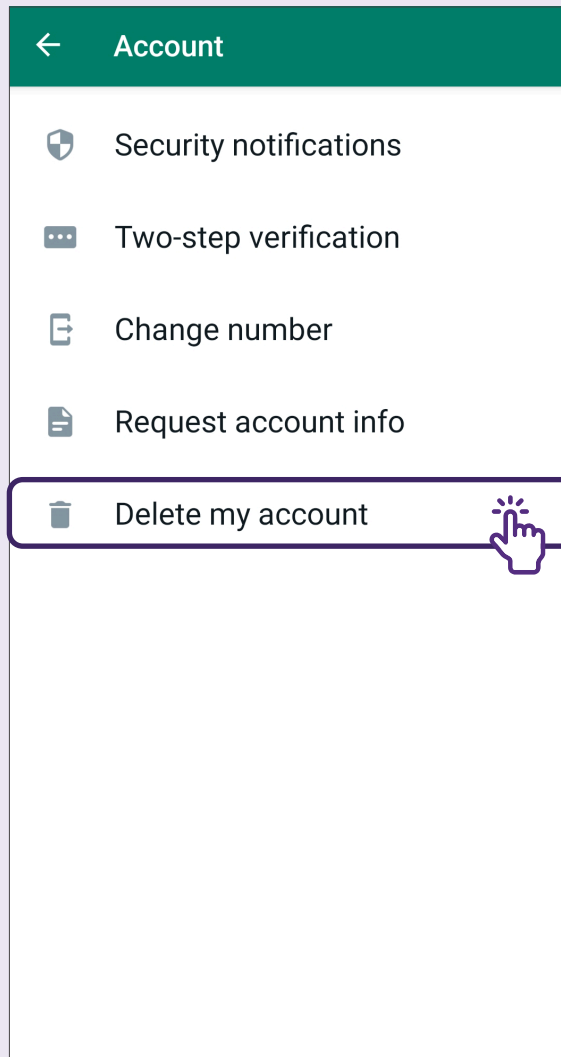 Account
Security notifications
Two-step verification
Change number
Request account info
Delete my account